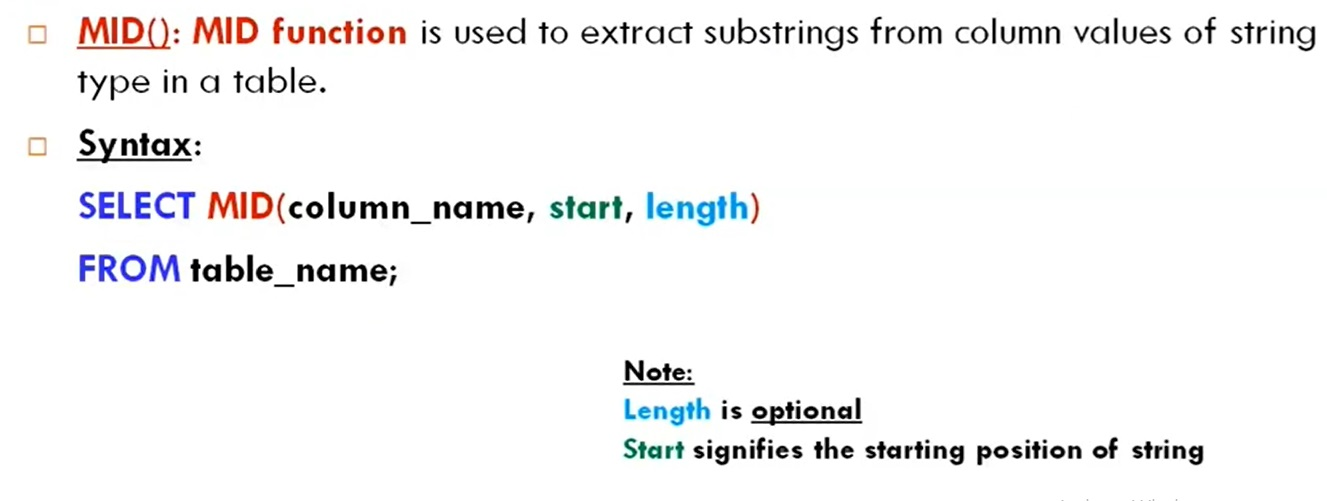 MID(): MID function is used to extract substrings from column values of string
type in a table.
Syntax:
SELECT MID(column_name, start, length)
FROM table_name;
Note:
Length is optional
Start signifies the starting position of string